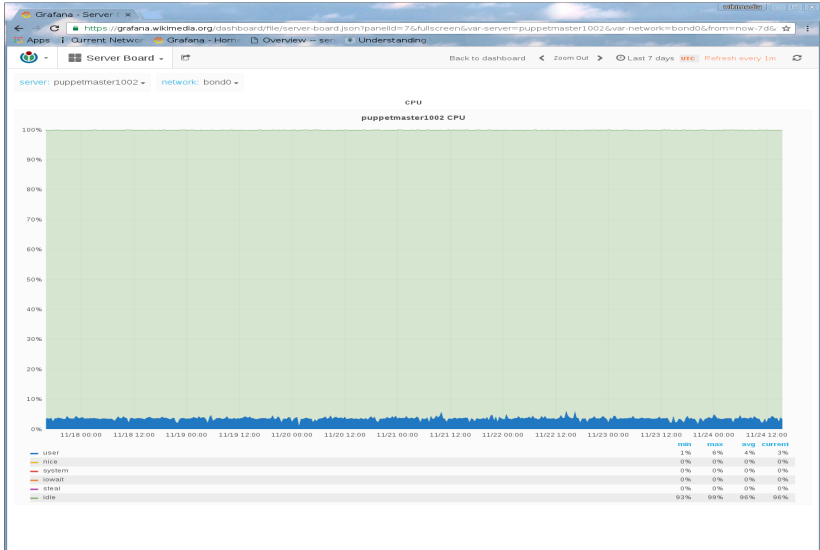 wikimedia
Grafana - Server
https://grafana.wikimedia.org/dashboard/file/server-board.json?panelId=7&fullscreen&var-server=puppetmaster1002&var-network=bond0&from=now-7d&
Apps Current Networ Grafana - Hom Overview — ser Understanding
Server Board Back to dashboard Zoom Out Last 7 days UTC Refresh every 1m
server: puppetmaster1002 network: bond0
CPU
puppetmaster1002 CPU
100%
90%
80%
70%
60%
50%
40%
30%
20%
10%
0%
11/18 00:00 11/18 12:00 11/19 00:00 11/19 12:00 11/20 00:00 11/20 12:00 11/21 00:00 11/21 12:00 11/22 00:00 11/22 12:00 11/23 00:00 11/23 12:00 11/24 00:00 11/24 12:00
min max avg current
user 1% 6% 4% 3%
nice 0% 0% 0% 0%
system 0% 0% 0% 0%
iowait 0% 0% 0% 0%
steal 0% 0% 0% 0%
idle 93% 99% 96% 96%